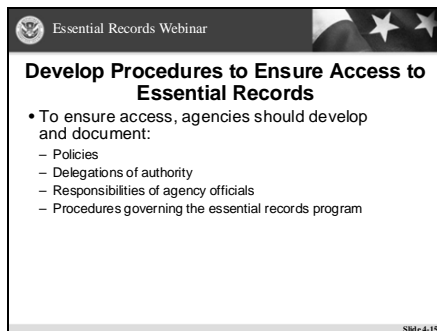 Essential Records Webinar
Develop Procedures to Ensure Access to
Essential Records
• To ensure access, agencies should develop
and document:
– Policies
– Delegations of authority
– Responsibilities of agency officials
– Procedures governing the essential records program
Slide 4-15